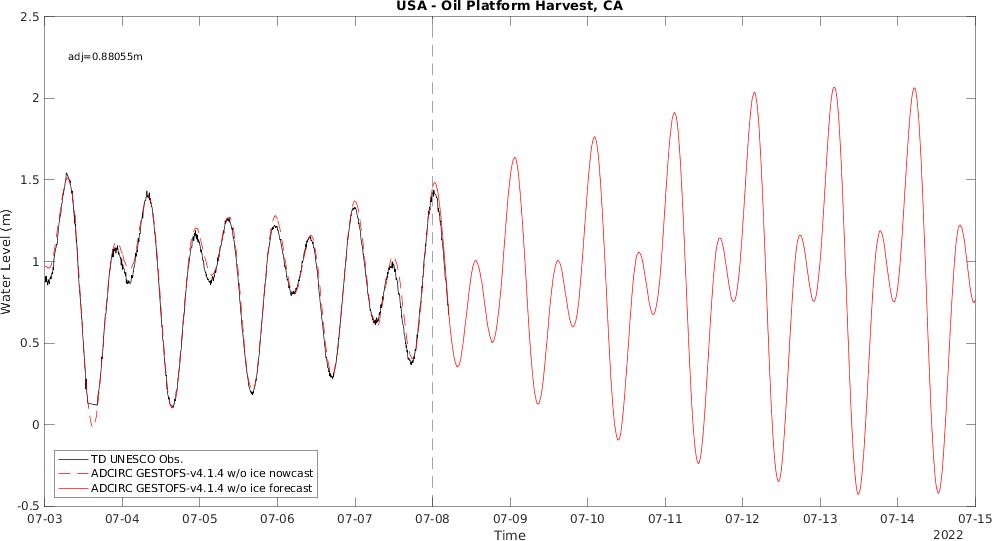 USA - Oil Platform Harvest, CA
adj=0.88055m
2.5
2
1.5
1
0.5
0
-0.5
Water Level (m)
TD UNESCO Obs.
ADCIRC GESTOFS-v4.1.4 w/o ice nowcast
ADCIRC GESTOFS-v4.1.4 w/o ice forecast
07-03 07-04 07-05 07-06 07-07 07-08 07-09 07-10 07-11 07-12 07-13 07-14 07-15
Time
2022